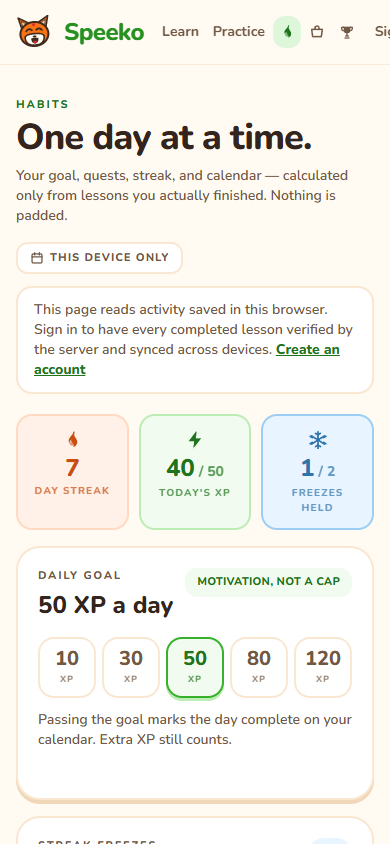 Speeko Learn Practice
HABITS
One day at a time.
Your goal, quests, streak, and calendar — calculated
only from lessons you actually finished. Nothing is
padded.
THIS DEVICE ONLY
This page reads activity saved in this browser.
Sign in to have every completed lesson verified by
the server and synced across devices. Create an
account
7
DAY STREAK
40 / 50
TODAY'S XP
1 / 2
FREEZES
HELD
DAILY GOAL
MOTIVATION, NOT A CAP
50 XP a day
10 30 50 80 120
XP XP XP XP XP
Passing the goal marks the day complete on your
calendar. Extra XP still counts.